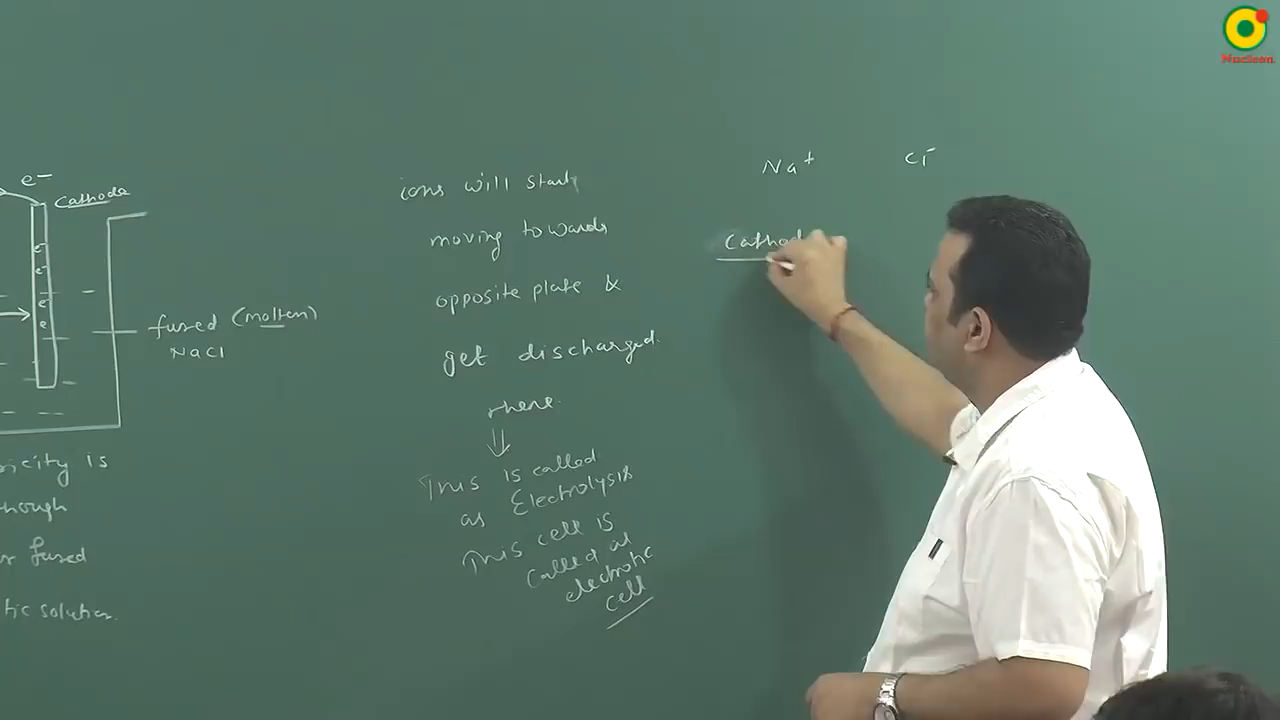 e-
Cathode
e-
e-
e-
e
fused (molten)
NaCl
icity is
hough
fused
tic solution.
ions will start
moving towards
opposite plate &
get discharged.
there.
This is called
as Electrolysis
This cell is
called as
electrolytic
cell
Na+ Cl-
Cathod
Nucleon